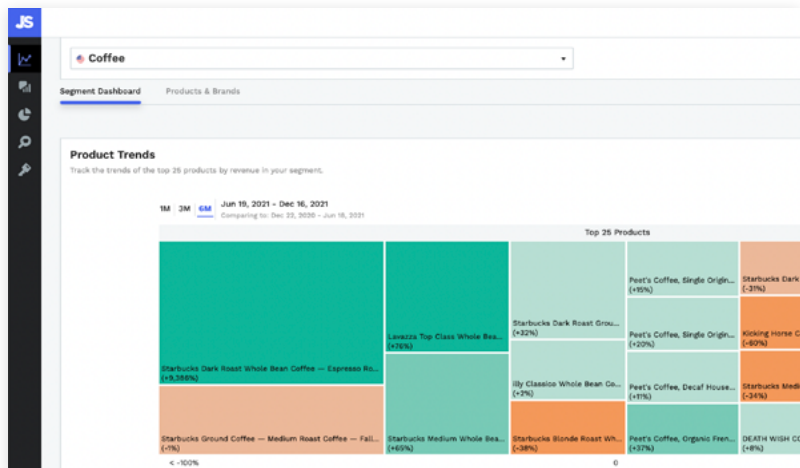 JS
Coffee
Segment Dashboard Products & Brands
Product Trends
Track the trends of the top 25 products by revenue in your segment.
1M 3M 6M Jun 19, 2021 - Dec 16, 2021
Comparing to: Dec 22, 2020 - Jun 18, 2021
Top 25 Products
Starbucks Dark Roast Whole Bean Coffee — Espresso Ro...
(+9,386%)
Starbucks Ground Coffee — Medium Roast Coffee — Fall...
(-1%)
Lavazza Top Class Whole Bea...
(+76%)
Starbucks Medium Whole Bea...
(+65%)
Starbucks Dark Roast Grou...
(+32%)
illy Classico Whole Bean Co...
(+2%)
Starbucks Blonde Roast Wh...
(-38%)
Peet's Coffee, Single Origin...
(+15%)
Peet's Coffee, Single Origin...
(+20%)
Peet's Coffee, Decaf House...
(+11%)
Peet's Coffee, Organic Fren...
(+37%)
Starbucks Dark
(-31%)
Kicking Horse C
(-60%)
Starbucks Medi
(-34%)
DEATH WISH CO
(+8%)
< -100%
0